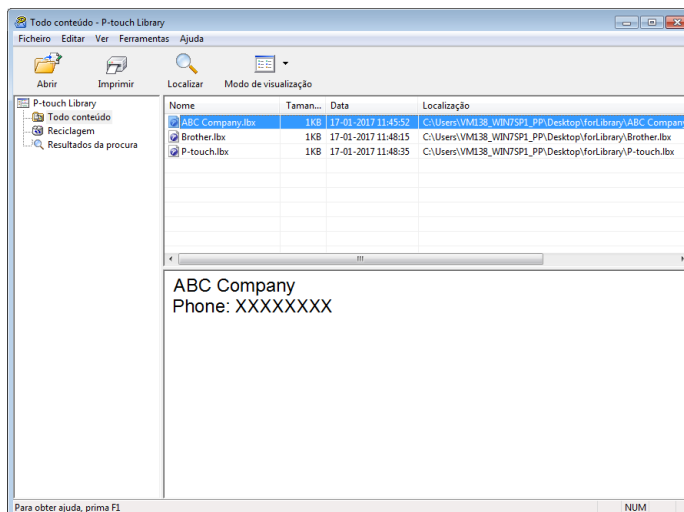 Todo conteúdo - P-touch Library
Ficheiro Editar Ver Ferramentas Ajuda
Abrir Imprimir Localizar Modo de visualização
P-touch Library
Todo conteúdo
Reciclagem
Resultados da procura
Nome Taman... Data Localização
ABC Company.lbx 1KB 17-01-2017 11:45:52 C:\Users\VM138_WIN7SP1_PP\Desktop\forLibrary\ABC Company
Brother.lbx 1KB 17-01-2017 11:48:15 C:\Users\VM138_WIN7SP1_PP\Desktop\forLibrary\Brother.lbx
P-touch.lbx 1KB 17-01-2017 11:48:35 C:\Users\VM138_WIN7SP1_PP\Desktop\forLibrary\P-touch.lbx
ABC Company
Phone: XXXXXXXX
Para obter ajuda, prima F1 NUM